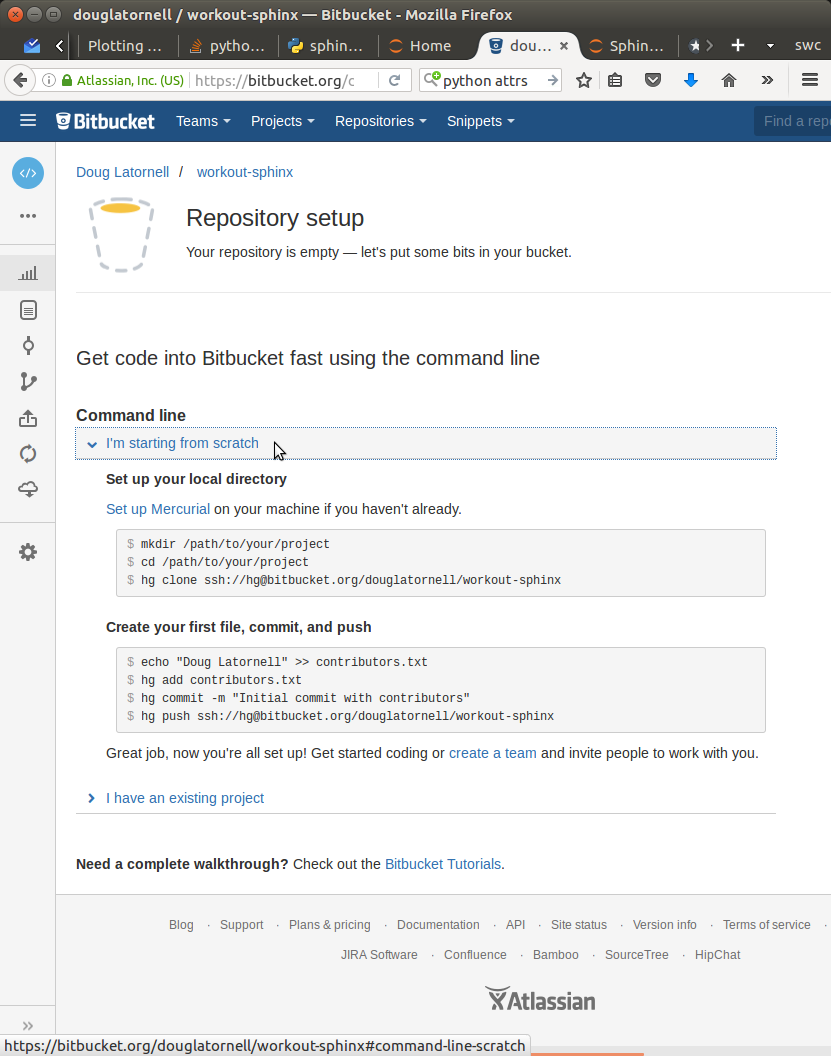 douglatornell / workout-sphinx — Bitbucket - Mozilla Firefox
Plotting ... pytho... sphin... Home dou... Sphin... swc
Atlassian, Inc. (US) https://bitbucket.org/ python attrs
Bitbucket Teams Projects Repositories Snippets Find a repo
Doug Latornell / workout-sphinx
Repository setup
Your repository is empty — let's put some bits in your bucket.
Get code into Bitbucket fast using the command line
Command line
I'm starting from scratch
Set up your local directory
Set up Mercurial on your machine if you haven't already.
$ mkdir /path/to/your/project
$ cd /path/to/your/project
$ hg clone ssh://hg@bitbucket.org/douglatornell/workout-sphinx
Create your first file, commit, and push
$ echo "Doug Latornell" >> contributors.txt
$ hg add contributors.txt
$ hg commit -m "Initial commit with contributors"
$ hg push ssh://hg@bitbucket.org/douglatornell/workout-sphinx
Great job, now you're all set up! Get started coding or create a team and invite people to work with you.
I have an existing project
Need a complete walkthrough? Check out the Bitbucket Tutorials.
Blog · Support · Plans & pricing · Documentation · API · Site status · Version info · Terms of service ·
JIRA Software · Confluence · Bamboo · SourceTree · HipChat
Atlassian
https://bitbucket.org/douglatornell/workout-sphinx#command-line-scratch